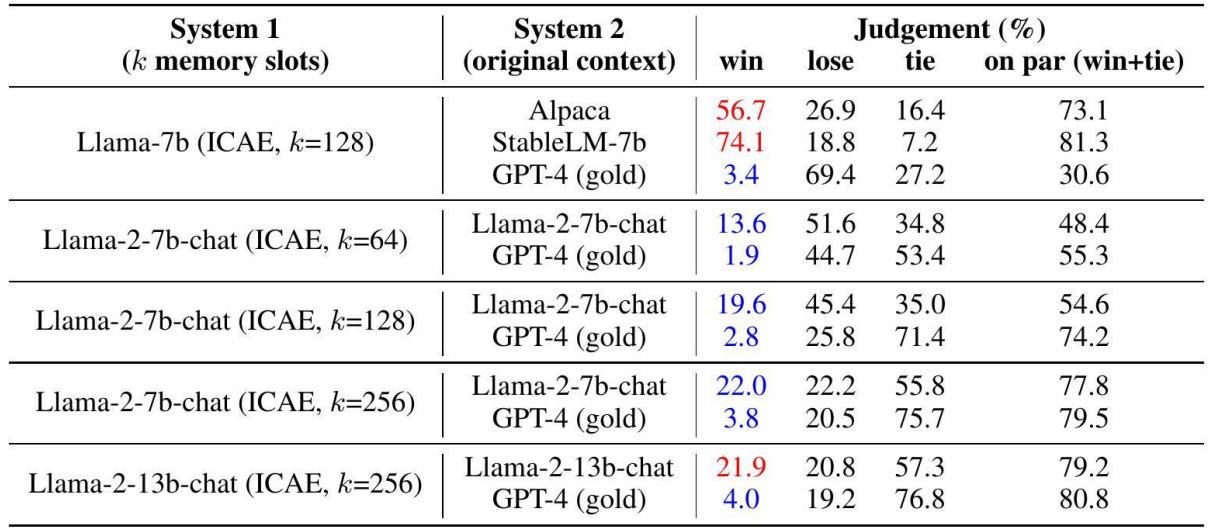 System 1 System 2 Judgement (%)
(k memory slots) (original context) win lose tie on par (win+tie)
Alpaca 56.7 26.9 16.4 73.1
Llama-7b (ICAE, k=128) StableLM-7b 74.1 18.8 7.2 81.3
GPT-4 (gold) 3.4 69.4 27.2 30.6
Llama-2-7b-chat (ICAE, k=64) Llama-2-7b-chat 13.6 51.6 34.8 48.4
GPT-4 (gold) 1.9 44.7 53.4 55.3
Llama-2-7b-chat (ICAE, k=128) Llama-2-7b-chat 19.6 45.4 35.0 54.6
GPT-4 (gold) 2.8 25.8 71.4 74.2
Llama-2-7b-chat (ICAE, k=256) Llama-2-7b-chat 22.0 22.2 55.8 77.8
GPT-4 (gold) 3.8 20.5 75.7 79.5
Llama-2-13b-chat (ICAE, k=256) Llama-2-13b-chat 21.9 20.8 57.3 79.2
GPT-4 (gold) 4.0 19.2 76.8 80.8